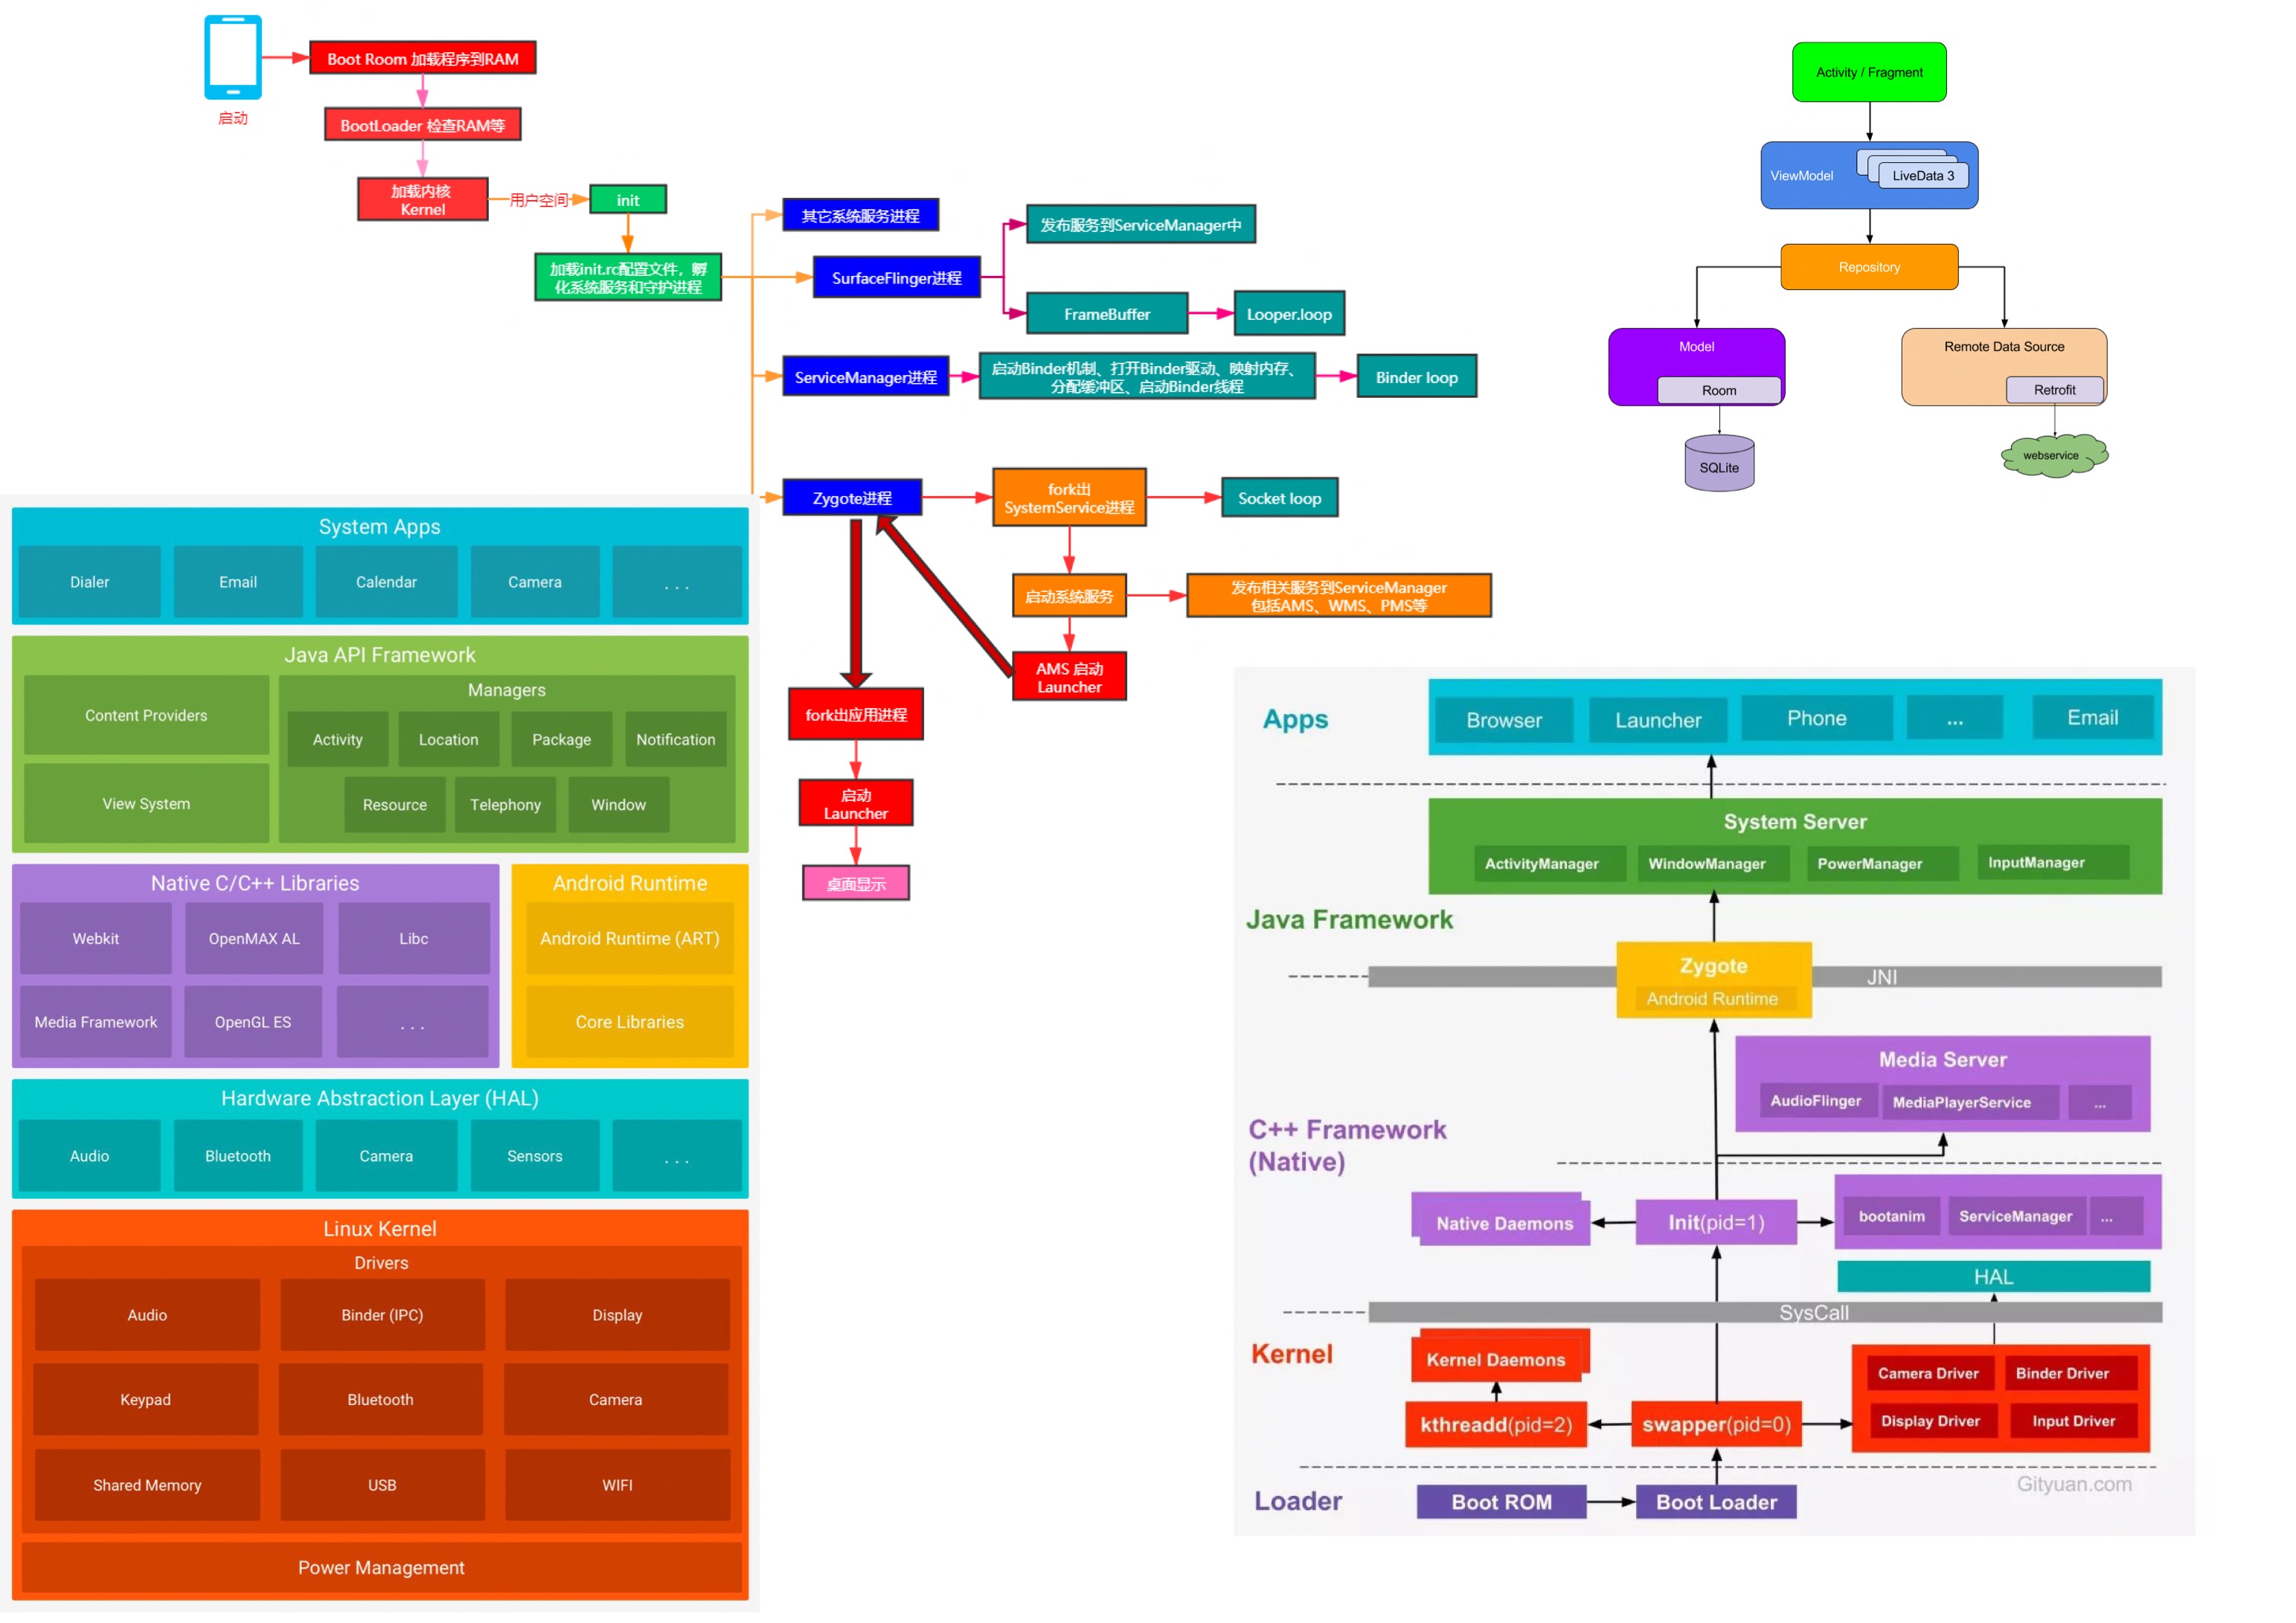 启动
Boot Room 加载程序到RAM
BootLoader 检查RAM等
加载内核
Kernel
用户空间
init
加载init.rc配置文件，孵
化系统服务和守护进程
其它系统服务进程
SurfaceFlinger进程
发布服务到ServiceManager中
FrameBuffer
Looper.loop
ServiceManager进程
启动Binder机制、打开Binder驱动、映射内存、
分配缓冲区、启动Binder线程
Binder loop
Zygote进程
fork出
SystemService进程
Socket loop
启动系统服务
发布相关服务到ServiceManager
包括AMS、WMS、PMS等
AMS 启动
Launcher
fork出应用进程
启动
Launcher
桌面显示
Activity / Fragment
ViewModel
LiveData 3
Repository
Model
Room
SQLite
Remote Data Source
Retrofit
webservice
System Apps
Dialer
Email
Calendar
Camera
. . .
Java API Framework
Content Providers
View System
Managers
Activity
Location
Package
Notification
Resource
Telephony
Window
Native C/C++ Libraries
Webkit
OpenMAX AL
Libc
Media Framework
OpenGL ES
. . .
Android Runtime
Android Runtime (ART)
Core Libraries
Hardware Abstraction Layer (HAL)
Audio
Bluetooth
Camera
Sensors
. . .
Linux Kernel
Drivers
Audio
Binder (IPC)
Display
Keypad
Bluetooth
Camera
Shared Memory
USB
WIFI
Power Management
Apps
Browser
Launcher
Phone
...
Email
System Server
ActivityManager
WindowManager
PowerManager
InputManager
Java Framework
Zygote
Android Runtime
JNI
Media Server
AudioFlinger
MediaPlayerService
...
C++ Framework
(Native)
Native Daemons
Init(pid=1)
bootanim
ServiceManager
...
HAL
SysCall
Kernel
Kernel Daemons
kthreadd(pid=2)
swapper(pid=0)
Camera Driver
Binder Driver
Display Driver
Input Driver
Gityuan.com
Loader
Boot ROM
Boot Loader